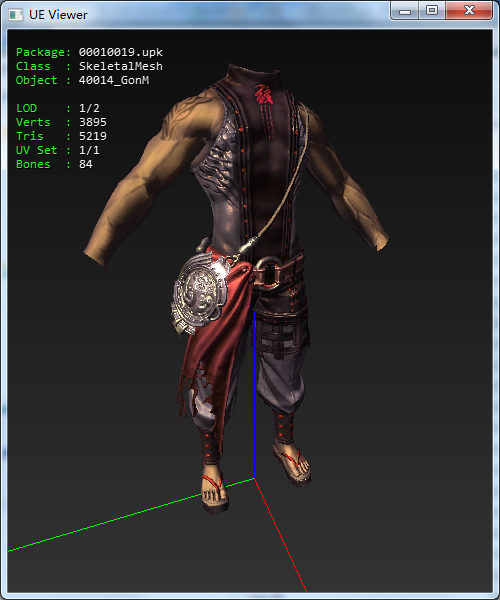 UE Viewer
Package: 00010019.upk
Class : SkeletalMesh
Object : 40014_GonM
LOD : 1/2
Verts : 3895
Tris : 5219
UV Set : 1/1
Bones : 84